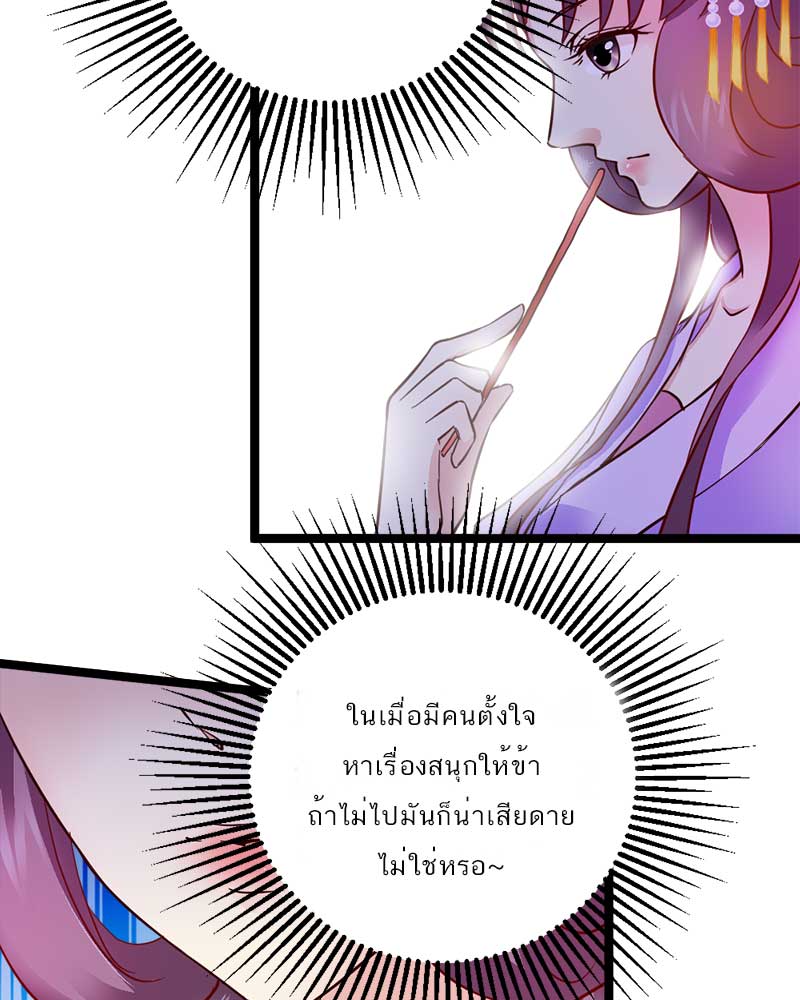 ในเมื่อมีคนตั้งใจ
หาเรื่องสนุกให้ข้า
ถ้าไม่ไปมันก็น่าเสียดาย
ไม่ใช่หรอ~